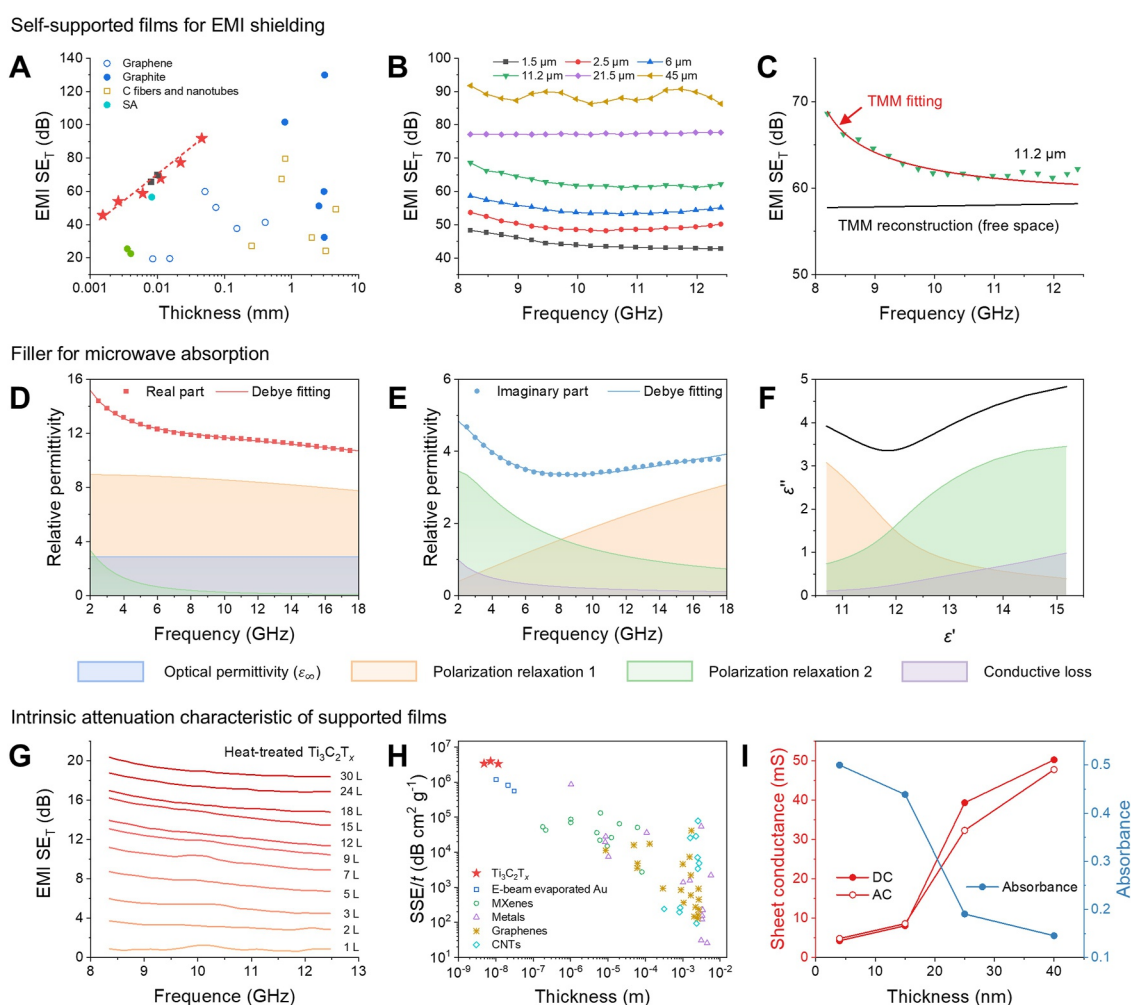 Self-supported films for EMI shielding
A
EMI SE_T (dB)
140
120
100
80
60
40
20
Graphene
Graphite
C fibers and nanotubes
SA
0.001
0.01
0.1
1
10
Thickness (mm)
B
EMI SE_T (dB)
100
90
80
70
60
50
40
1.5 μm
2.5 μm
6 μm
11.2 μm
21.5 μm
45 μm
8
9
10
11
12
Frequency (GHz)
C
EMI SE_T (dB)
70
60
50
TMM fitting
11.2 μm
TMM reconstruction (free space)
8
9
10
11
12
Frequency (GHz)
Filler for microwave absorption
D
Relative permittivity
16
12
8
4
0
Real part
Debye fitting
2
4
6
8
10
12
14
16
18
Frequency (GHz)
E
Relative permittivity
6
4
2
0
Imaginary part
Debye fitting
2
4
6
8
10
12
14
16
18
Frequency (GHz)
F
ε''
5
4
3
2
1
0
11
12
13
14
15
ε'
Optical permittivity (ε∞)
Polarization relaxation 1
Polarization relaxation 2
Conductive loss
Intrinsic attenuation characteristic of supported films
G
EMI SE_T (dB)
20
16
12
8
4
0
Heat-treated Ti₃C₂Tₓ
30 L
24 L
18 L
15 L
12 L
9 L
7 L
5 L
3 L
2 L
1 L
8
9
10
11
12
13
Frequence (GHz)
H
SSE/t (dB cm² g⁻¹)
10⁷
10⁶
10⁵
10⁴
10³
10²
10¹
Ti₃C₂Tₓ
E-beam evaporated Au
MXenes
Metals
Graphenes
CNTs
10⁻⁹
10⁻⁸
10⁻⁷
10⁻⁶
10⁻⁵
10⁻⁴
10⁻³
10⁻²
Thickness (m)
I
Sheet conductance (mS)
50
40
30
20
10
0
DC
AC
Absorbance
0
10
20
30
40
Thickness (nm)
0.5
0.4
0.3
0.2
0.1
Absorbance